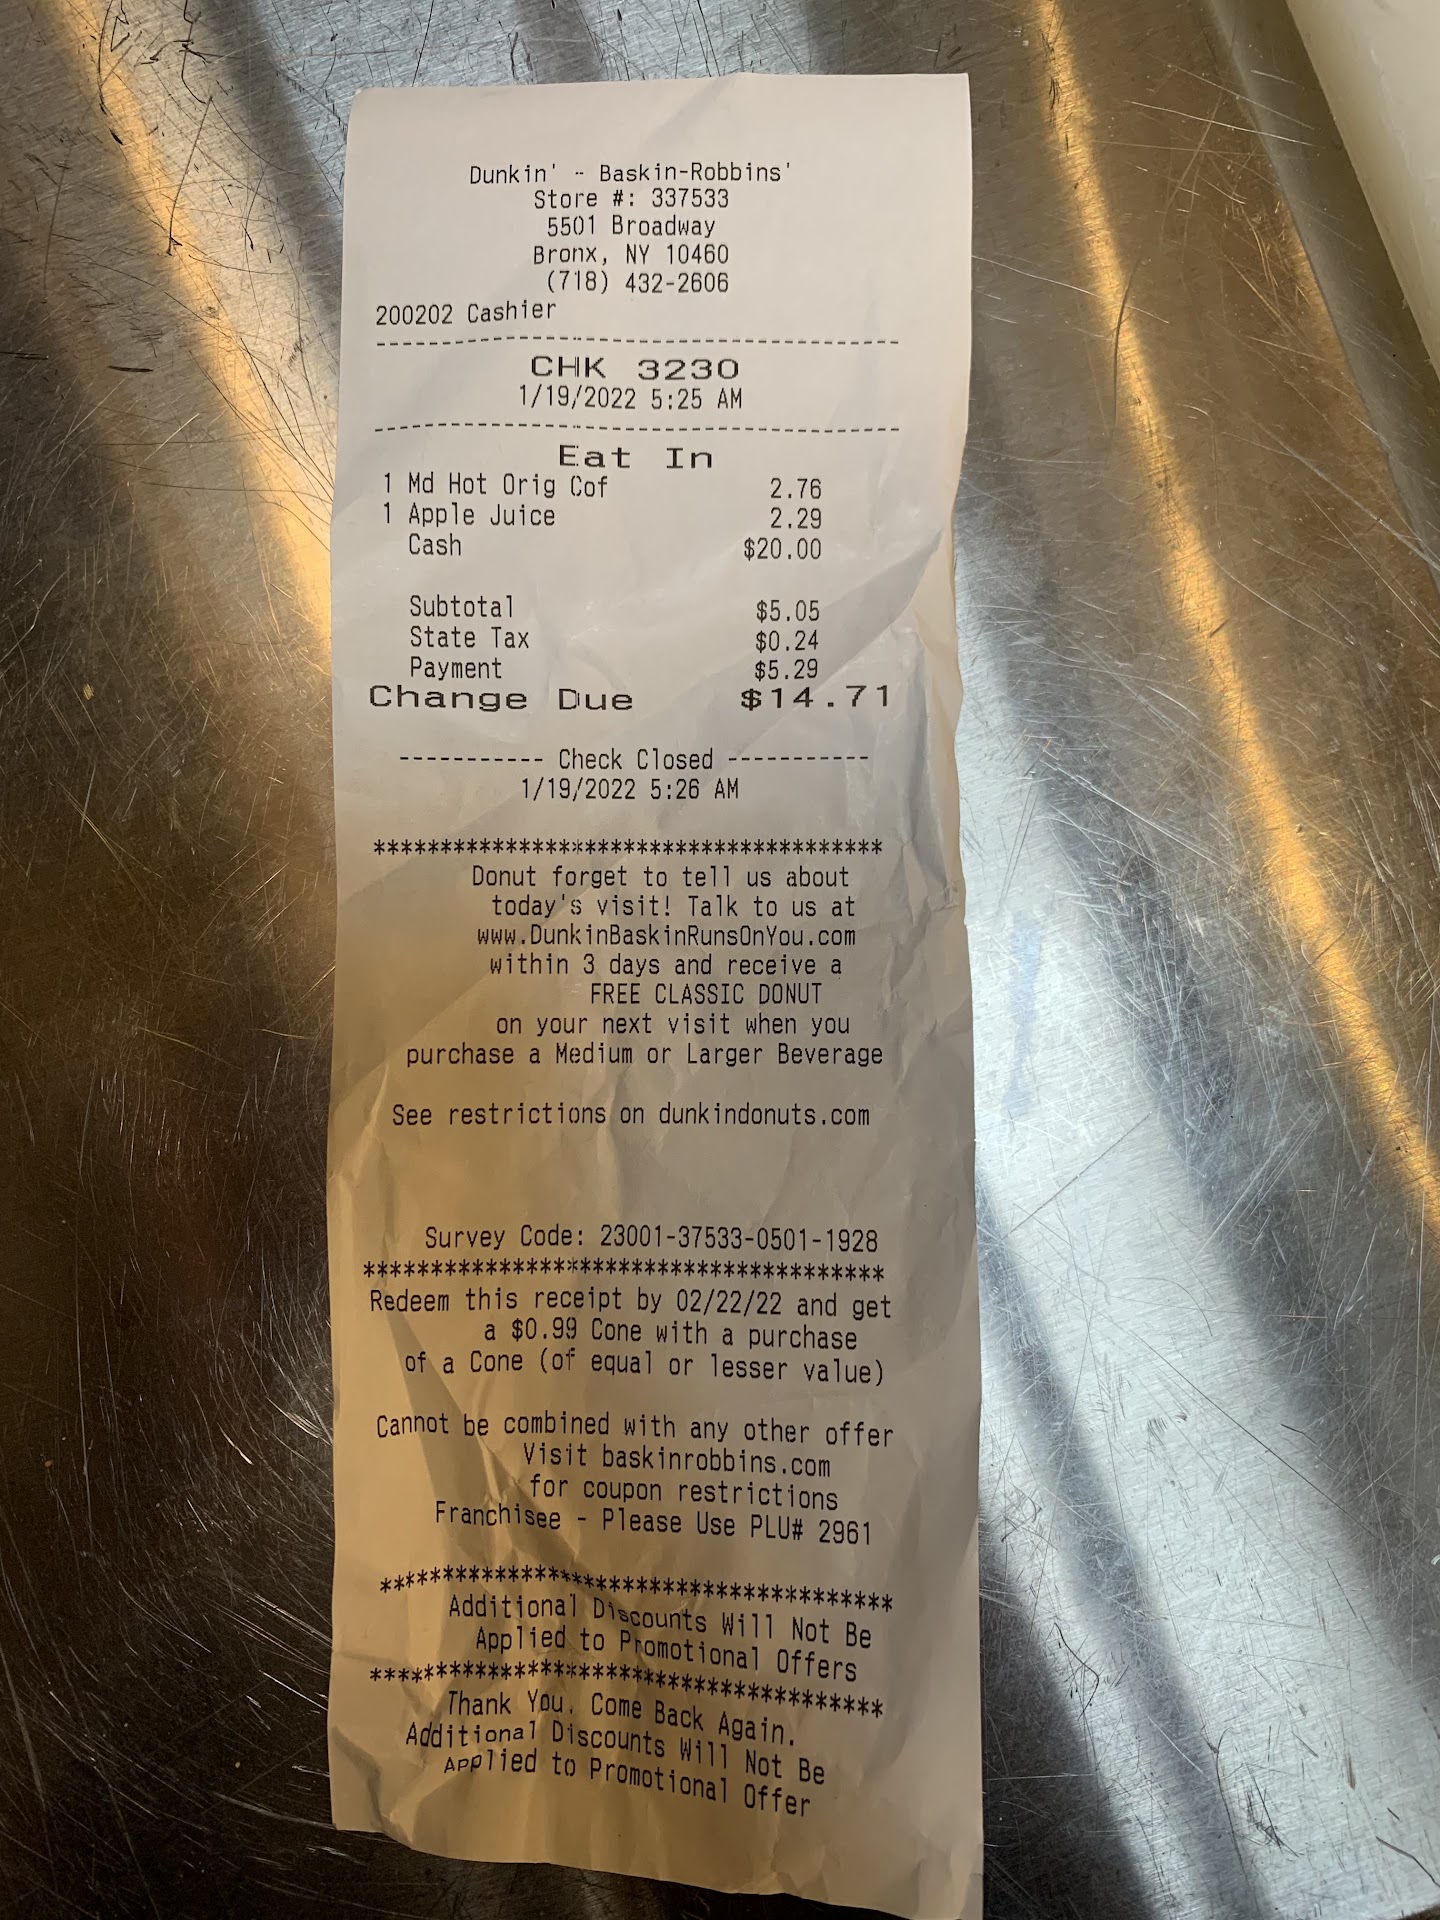 Dunkin' - Baskin-Robbins'
Store #: 337533
5501 Broadway
Bronx, NY 10460
(718) 432-2606
200202 Cashier
----------------------------------------
CHK 3230
1/19/2022 5:25 AM
----------------------------------------
Eat In
1 Md Hot Orig Cof 2.76
1 Apple Juice 2.29
Cash $20.00
Subtotal $5.05
State Tax $0.24
Payment $5.29
Change Due $14.71
----------- Check Closed -----------
1/19/2022 5:26 AM
***************************************
Donut forget to tell us about
today's visit! Talk to us at
www.DunkinBaskinRunsOnYou.com
within 3 days and receive a
FREE CLASSIC DONUT
on your next visit when you
purchase a Medium or Larger Beverage
See restrictions on dunkindonuts.com
Survey Code: 23001-37533-0501-1928
***************************************
Redeem this receipt by 02/22/22 and get
a $0.99 Cone with a purchase
of a Cone (of equal or lesser value)
Cannot be combined with any other offer
Visit baskinrobbins.com
for coupon restrictions
Franchisee - Please Use PLU# 2961
***************************************
Additional Discounts Will Not Be
Applied to Promotional Offers
***************************************
Thank You. Come Back Again.
Additional Discounts Will Not Be
Applied to Promotional Offer